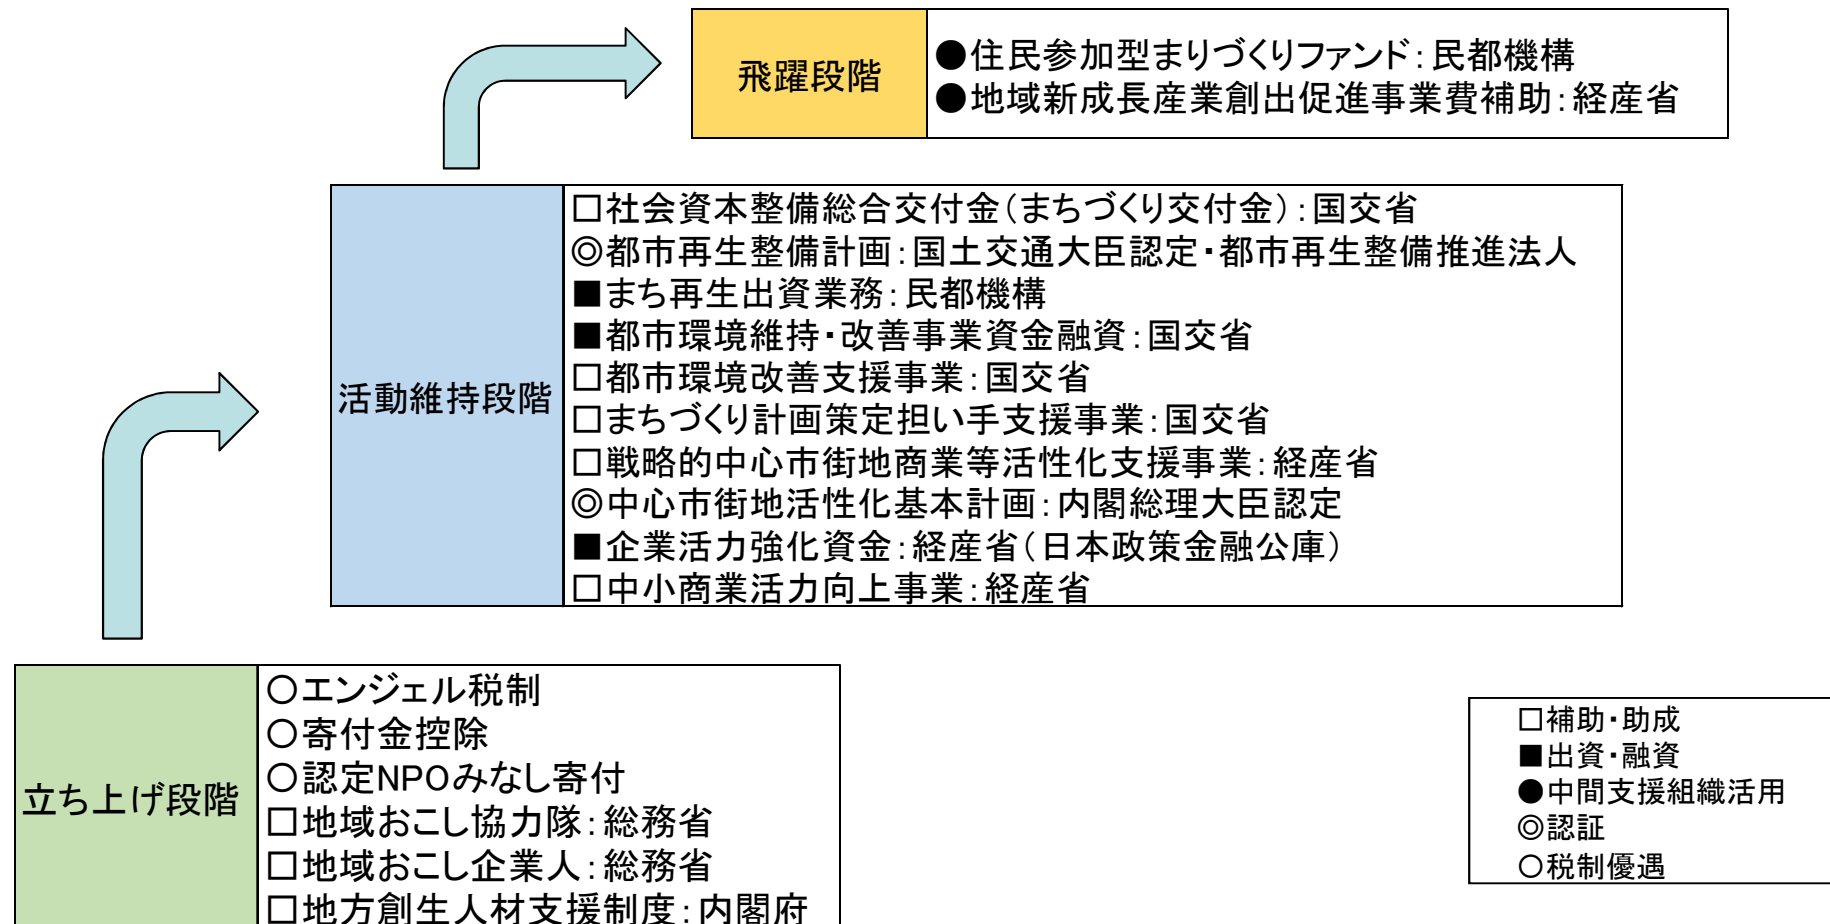 飛躍段階
●住民参加型まりづくりファンド：民都機構
●地域新成長産業創出促進事業費補助：経産省
活動維持段階
□社会資本整備総合交付金（まちづくり交付金）：国交省
◎都市再生整備計画：国土交通大臣認定・都市再生整備推進法人
■まち再生出資業務：民都機構
■都市環境維持・改善事業資金融資：国交省
□都市環境改善支援事業：国交省
□まちづくり計画策定担い手支援事業：国交省
□戦略的中心市街地商業等活性化支援事業：経産省
◎中心市街地活性化基本計画：内閣総理大臣認定
■企業活力強化資金：経産省（日本政策金融公庫）
□中小商業活力向上事業：経産省
立ち上げ段階
○エンジェル税制
○寄付金控除
○認定NPOみなし寄付
□地域おこし協力隊：総務省
□地域おこし企業人：総務省
□地方創生人材支援制度：内閣府
□補助・助成
■出資・融資
●中間支援組織活用
◎認証
○税制優遇